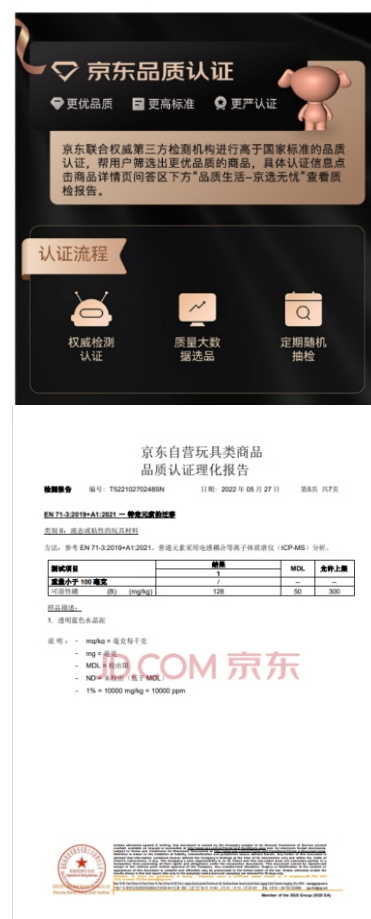 京东品质认证
更优品质 更高标准 更严认证
京东联合权威第三方检测机构进行高于国家标准的品质
认证，帮用户筛选出更优品质的商品，具体认证信息点
击商品详情页问答区下方“品质生活-京选无忧”查看质
检报告。
认证流程
权威检测 质量大数 定期随机
认证 据选品 抽检
京东自营玩具类商品
品质认证理化报告
检测报告 编号: TS2210270248SN 日期: 2022 年 05 月 27 日 第5页 共7页
EN 71-3:2019+A1:2021 — 特定元素的迁移
类别 II: 液态或粘性的玩具材料
方法: 参考 EN 71-3:2019+A1:2021, 普通元素采用电感耦合等离子体质谱仪 (ICP-MS) 分析。
测试项目 结果 MDL 允许上限
1
重量小于 100 毫克 / -- --
可溶性硼 (B) (mg/kg) 128 50 300
样品描述:
1. 透明蓝色水晶泥
说 明 : - mg/kg = 毫克每千克
- mg = 毫克
- MDL = 检出限
- ND = 未检出 (低于 MDL)
- 1% = 10000 mg/kg = 10000 ppm
JD.COM 京东
Member of the SGS Group (SGS SA)